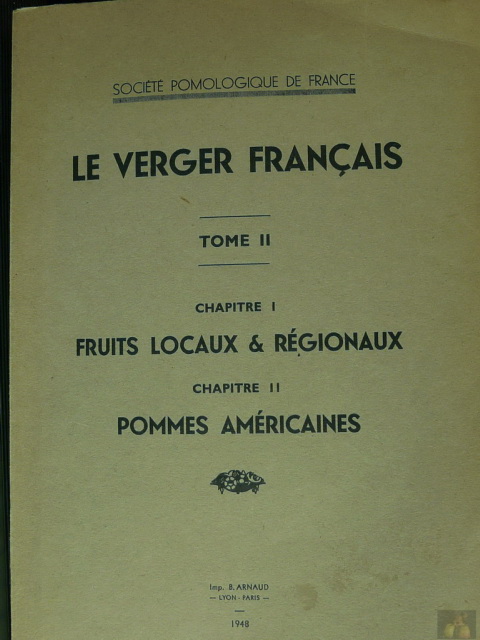 SOCIÉTÉ POMOLOGIQUE DE FRANCE
LE VERGER FRANÇAIS
TOME II
CHAPITRE I
FRUITS LOCAUX & RÉGIONAUX
CHAPITRE II
POMMES AMÉRICAINES
Imp. B. ARNAUD
— LYON - PARIS —
1948